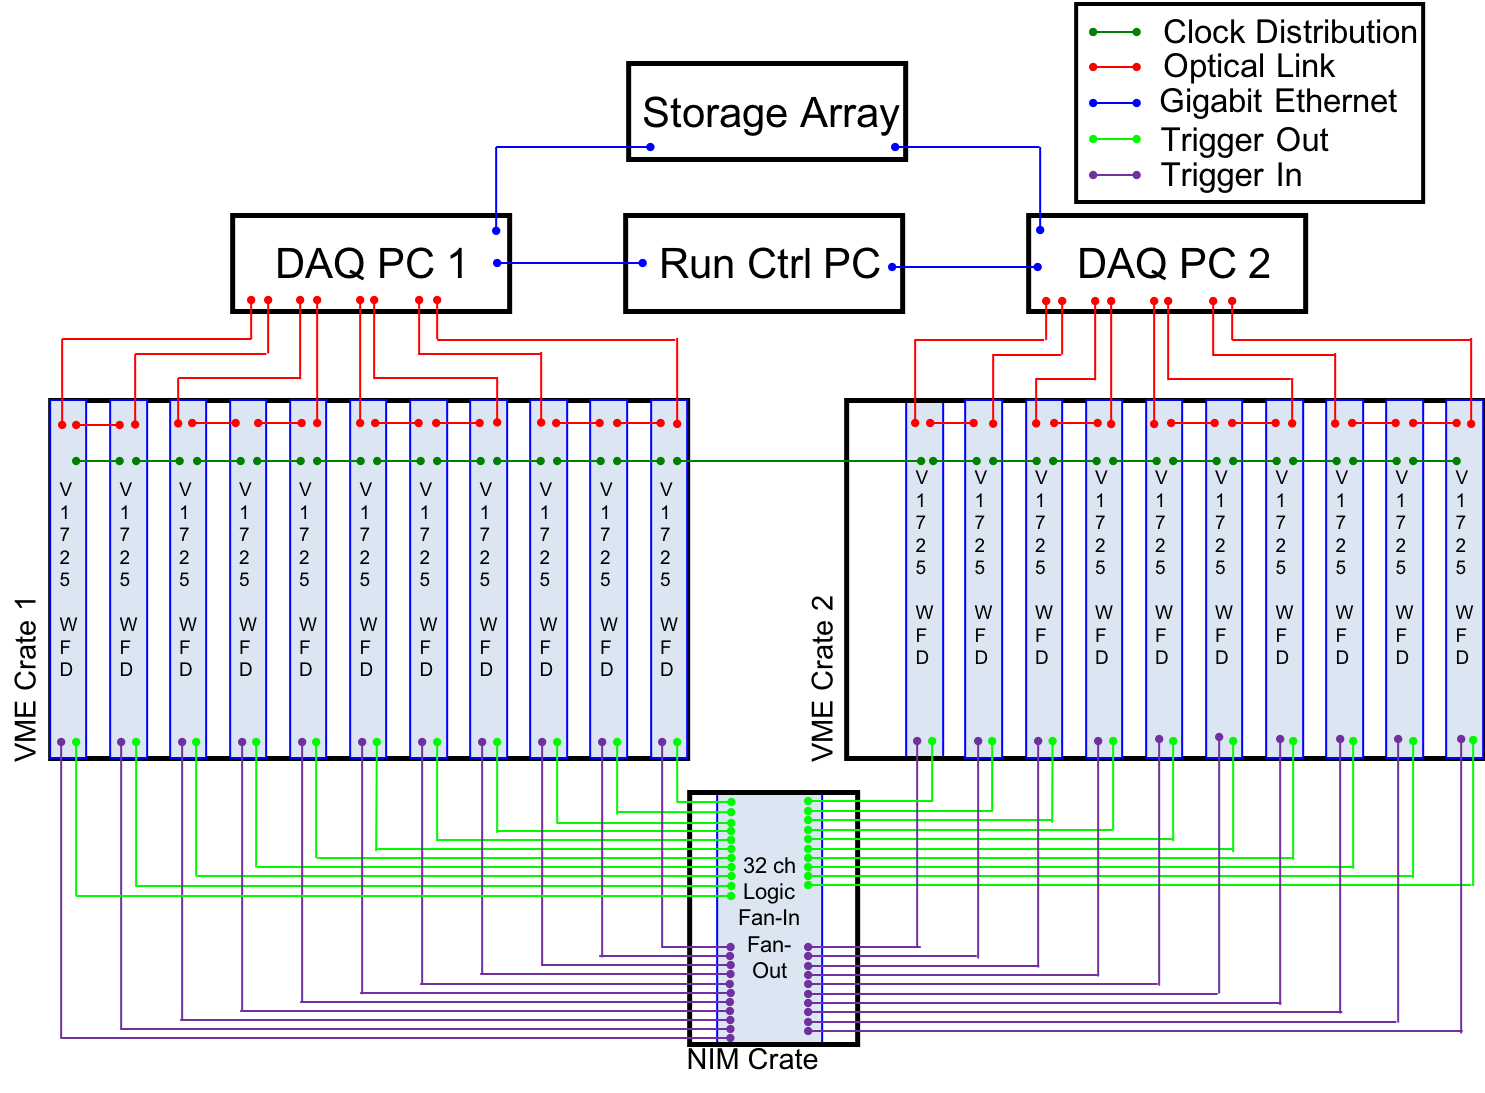 Clock Distribution
Optical Link
Gigabit Ethernet
Trigger Out
Trigger In
Storage Array
DAQ PC 1
Run Ctrl PC
DAQ PC 2
VME Crate 1
V1725 WFD
V1725 WFD
V1725 WFD
V1725 WFD
V1725 WFD
V1725 WFD
V1725 WFD
V1725 WFD
V1725 WFD
V1725 WFD
V1725 WFD
VME Crate 2
V1725 WFD
V1725 WFD
V1725 WFD
V1725 WFD
V1725 WFD
V1725 WFD
V1725 WFD
V1725 WFD
V1725 WFD
V1725 WFD
32 ch
Logic
Fan-In
Fan-
Out
NIM Crate